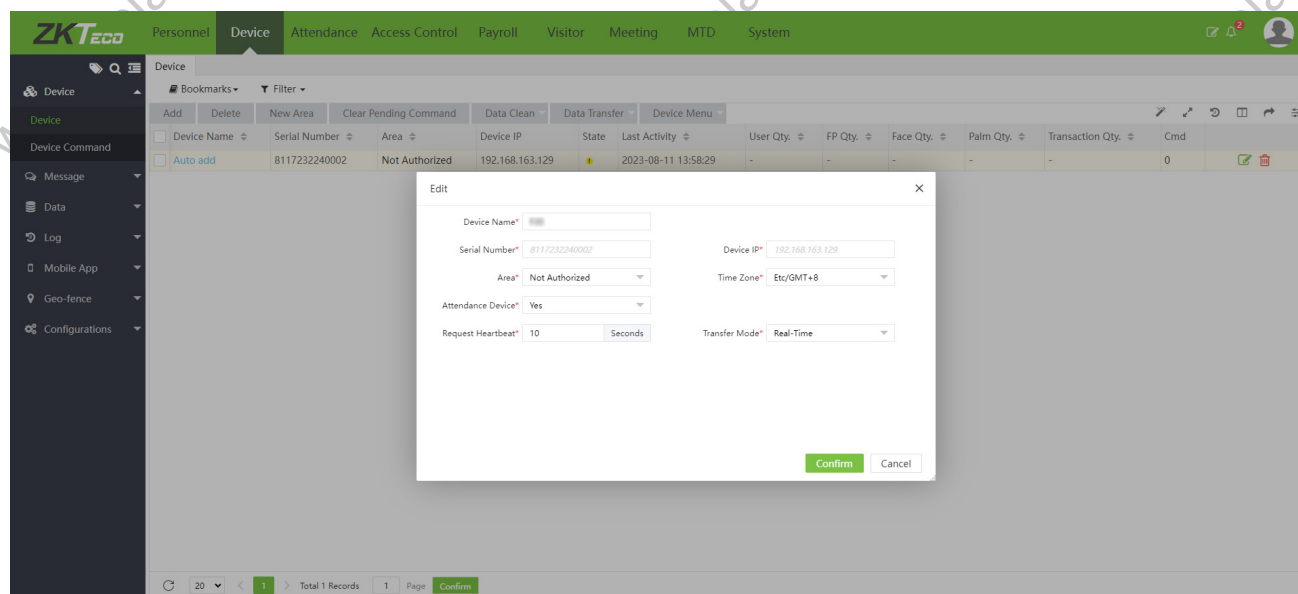 ZKTECO Personnel Device Attendance Access Control Payroll Visitor Meeting MTD System 2
Device
Bookmarks Filter
Add Delete New Area Clear Pending Command Data Clean Data Transfer Device Menu
Device Name Serial Number Area Device IP State Last Activity User Qty. FP Qty. Face Qty. Palm Qty. Transaction Qty. Cmd
Auto add 8117232240002 Not Authorized 192.168.163.129 2023-08-11 13:58:29 - - - - - 0
Device
Device
Device Command
Message
Data
Log
Mobile App
Geo-fence
Configurations
Edit
Device Name*
Serial Number* 8117232240002 Device IP* 192.168.163.129
Area* Not Authorized Time Zone* Etc/GMT+8
Attendance Device* Yes
Request Heartbeat* 10 Seconds Transfer Mode* Real-Time
Confirm Cancel
20 < 1 > Total 1 Records 1 Page Confirm